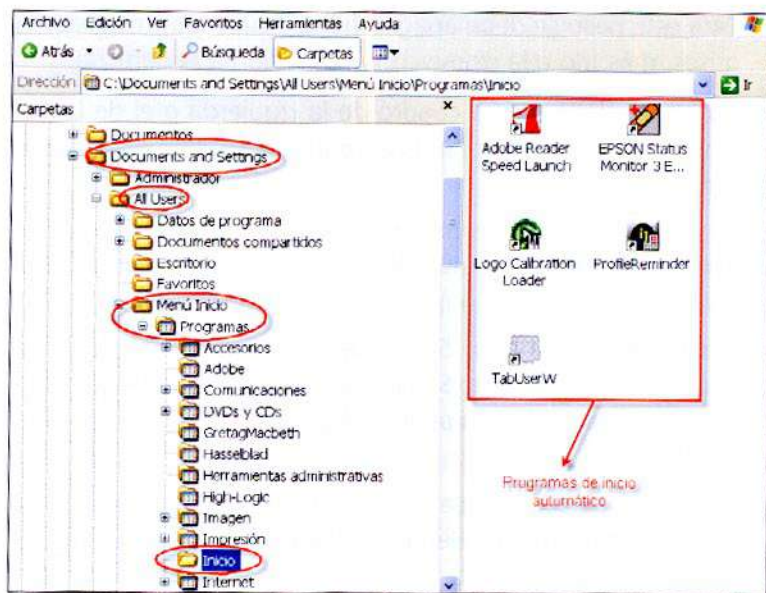 Archivo Edición Ver Favoritos Herramientas Ayuda
Atrás Búsqueda Carpetas
Dirección C:\Documents and Settings\All Users\Menú Inicio\Programas\Inicio Ir
Carpetas
Documentos
Documents and Settings
Administrador
All Users
Datos de programa
Documentos compartidos
Escritorio
Favoritos
Menú Inicio
Programas
Accesorios
Adobe
Comunicaciones
DVDs y CDs
GretagMacbeth
Hasselblad
Herramientas administrativas
High-Logic
Imagen
Impresión
Inicio
Internet
Adobe Reader
Speed Launch
EPSON Status
Monitor 3 E...
Logo Calibration
Loader
ProfileReminder
TabUserW
Programas de inicio
automático